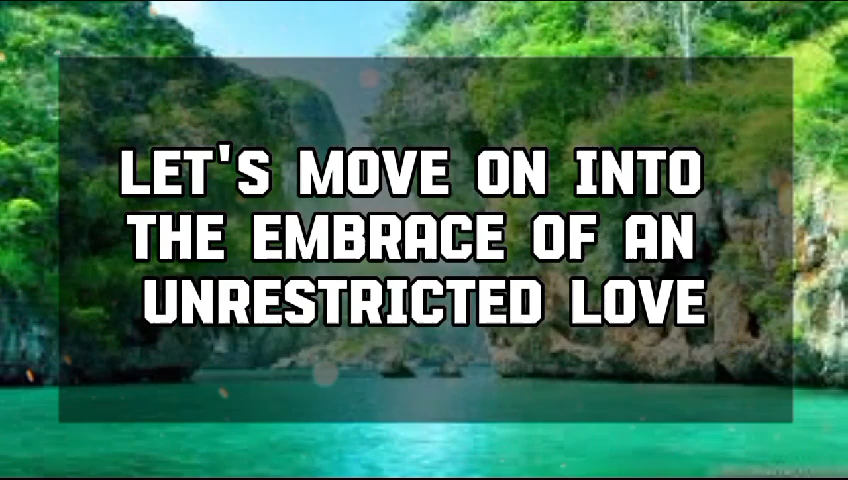 LET'S MOVE ON INTO
THE EMBRACE OF AN
UNRESTRICTED LOVE